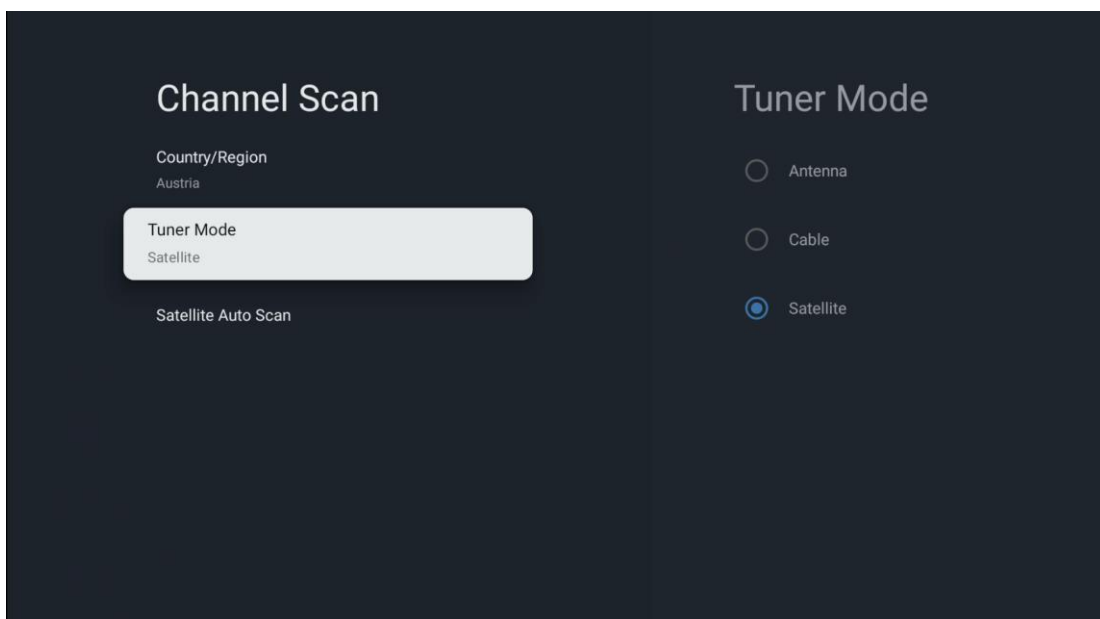 Channel Scan
Country/Region
Austria
Tuner Mode
Satellite
Satellite Auto Scan
Tuner Mode
Antenna
Cable
Satellite